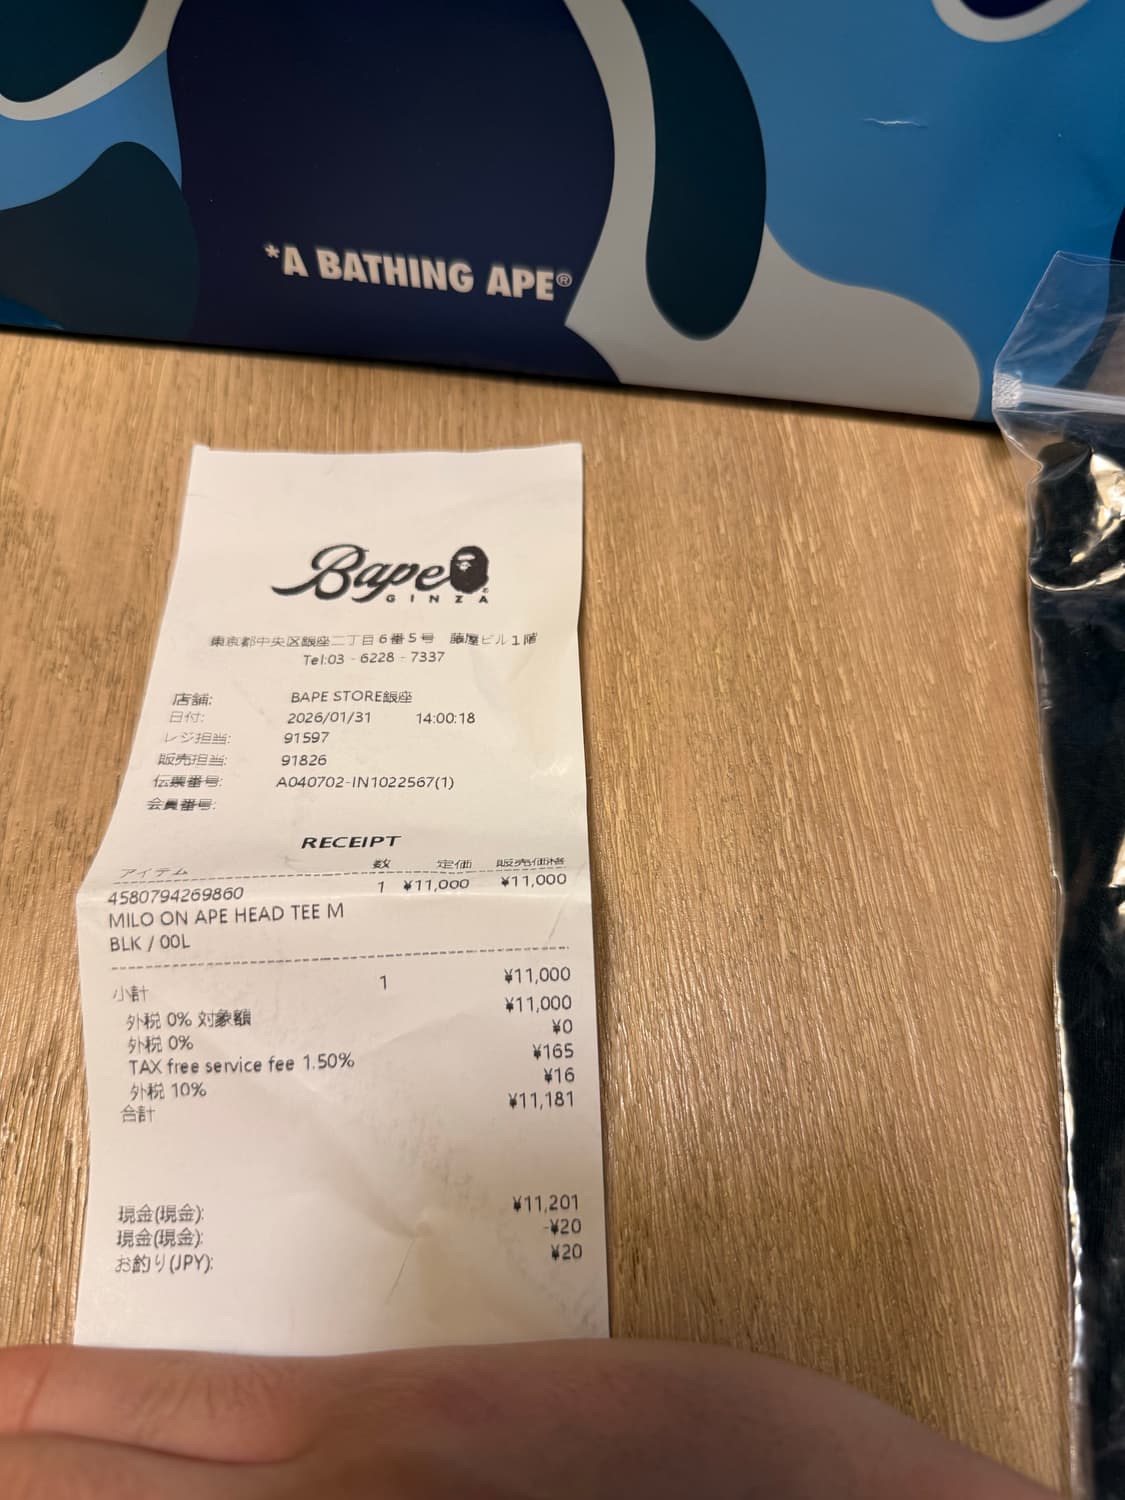 *A BATHING APE®
Bape
GINZA
東京都中央区銀座二丁目6番5号 藤屋ビル1階
Tel:03 - 6228 - 7337
店舗: BAPE STORE銀座
日付: 2026/01/31 14:00:18
レジ担当: 91597
販売担当: 91826
伝票番号: A040702-IN1022567(1)
会員番号:
RECEIPT
アイテム 数 定価 販売価格
4580794269860 1 ¥11,000 ¥11,000
MILO ON APE HEAD TEE M
BLK / 00L
小計 1 ¥11,000
外税 0% 対象額 ¥11,000
外税 0% ¥0
TAX free service fee 1.50% ¥165
外税 10% ¥16
合計 ¥11,181
現金(現金): ¥11,201
現金(現金): -¥20
お釣り(JPY): ¥20